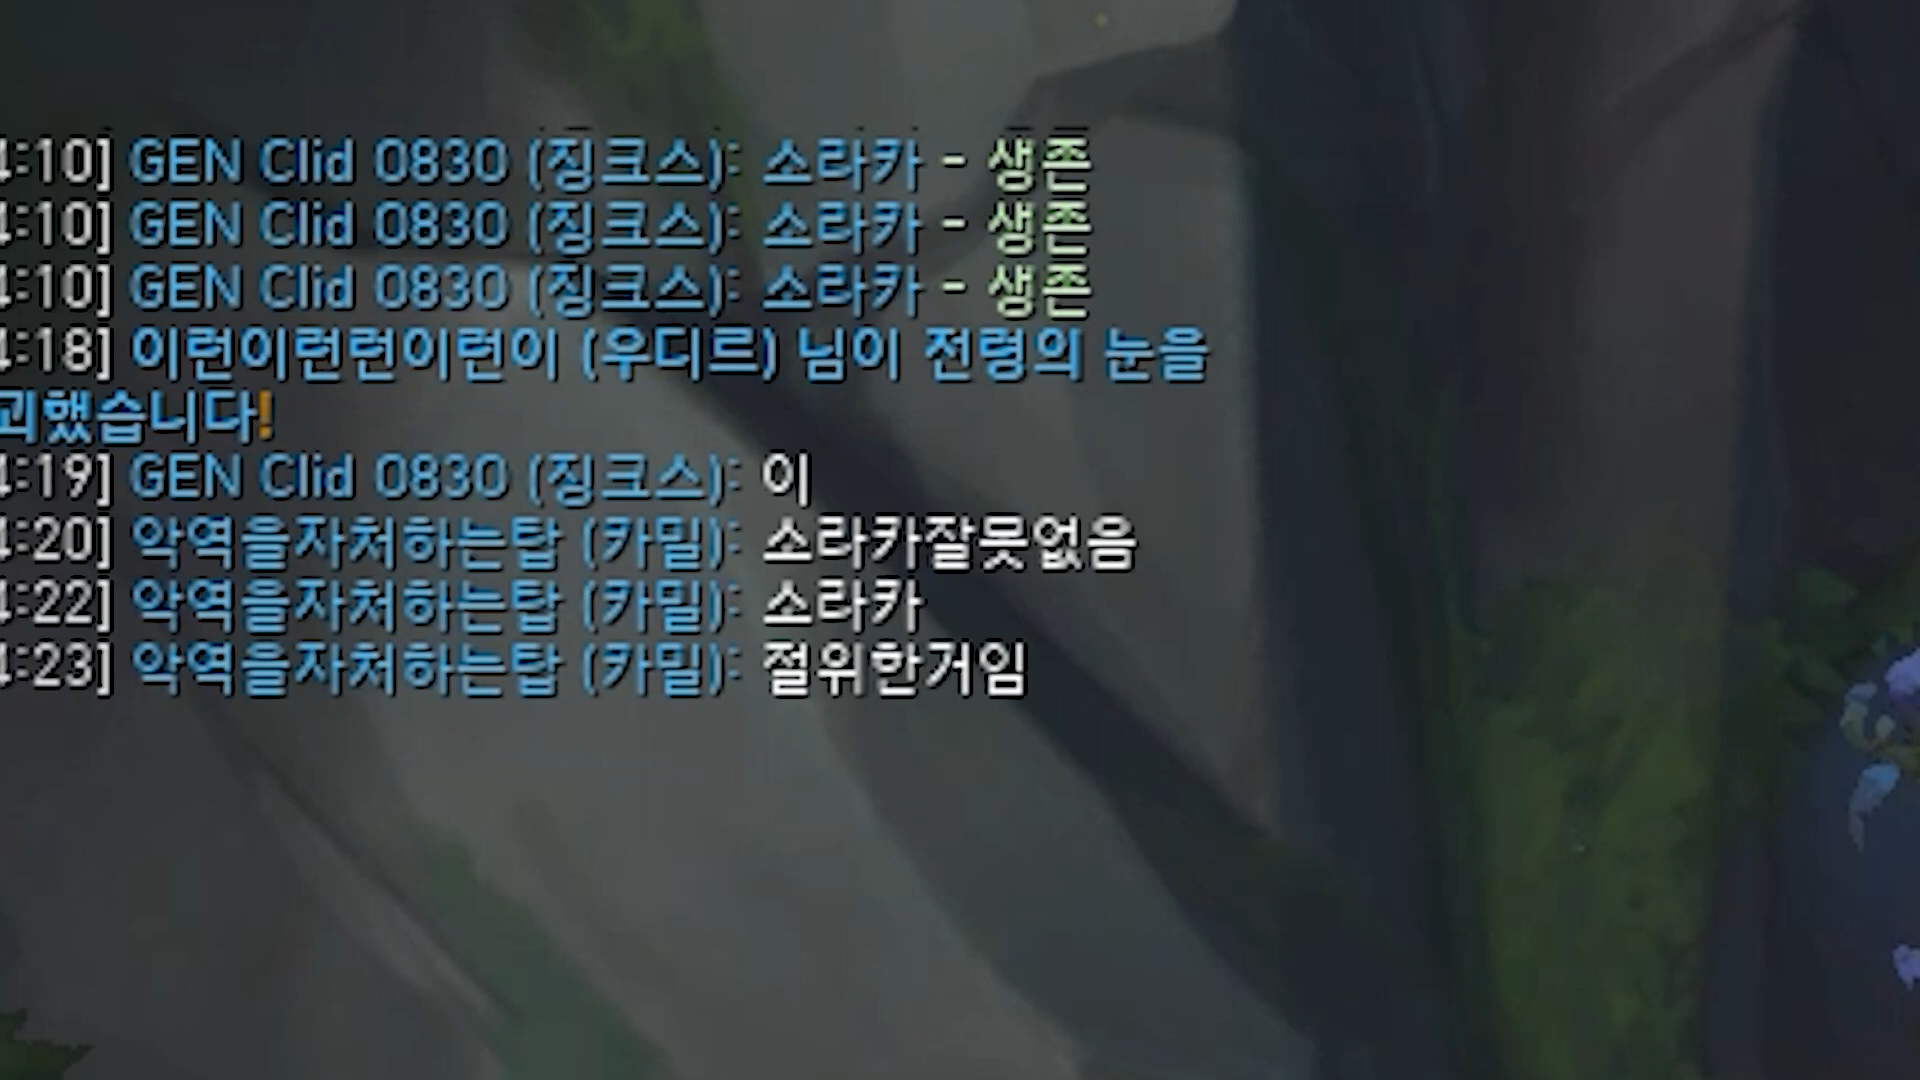 4:10] GEN Clid 0830 (징크스): 소라카 - 생존
4:10] GEN Clid 0830 (징크스): 소라카 - 생존
4:10] GEN Clid 0830 (징크스): 소라카 - 생존
4:18] 이런이런런이런이 (우디르) 님이 전령의 눈을
괴했습니다!
4:19] GEN Clid 0830 (징크스): 이
4:20] 악역을자처하는탑 (카밀): 소라카잘못없음
4:22] 악역을자처하는탑 (카밀): 소라카
4:23] 악역을자처하는탑 (카밀): 절위한거임